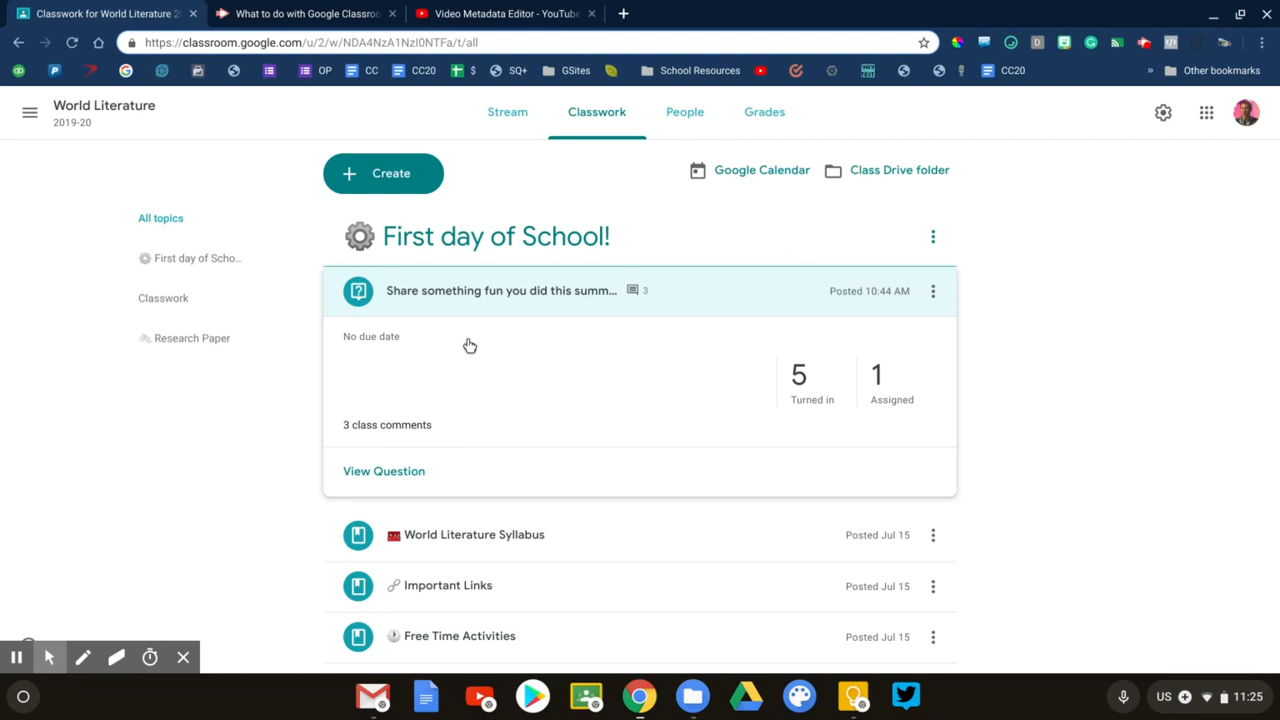 Classwork for World Literature 2
What to do with Google Classroo
Video Metadata Editor - YouTube
https://classroom.google.com/u/2/w/NDA4NzA1NzI0NTFa/t/all
OP
CC
CC20
$
SQ+
GSites
School Resources
CC20
»
Other bookmarks
World Literature
2019-20
Stream
Classwork
People
Grades
Create
Google Calendar
Class Drive folder
All topics
First day of Scho...
Classwork
Research Paper
First day of School!
Share something fun you did this summ...
3
Posted 10:44 AM
No due date
5
Turned in
1
Assigned
3 class comments
View Question
World Literature Syllabus
Posted Jul 15
Important Links
Posted Jul 15
Free Time Activities
Posted Jul 15
US
11:25